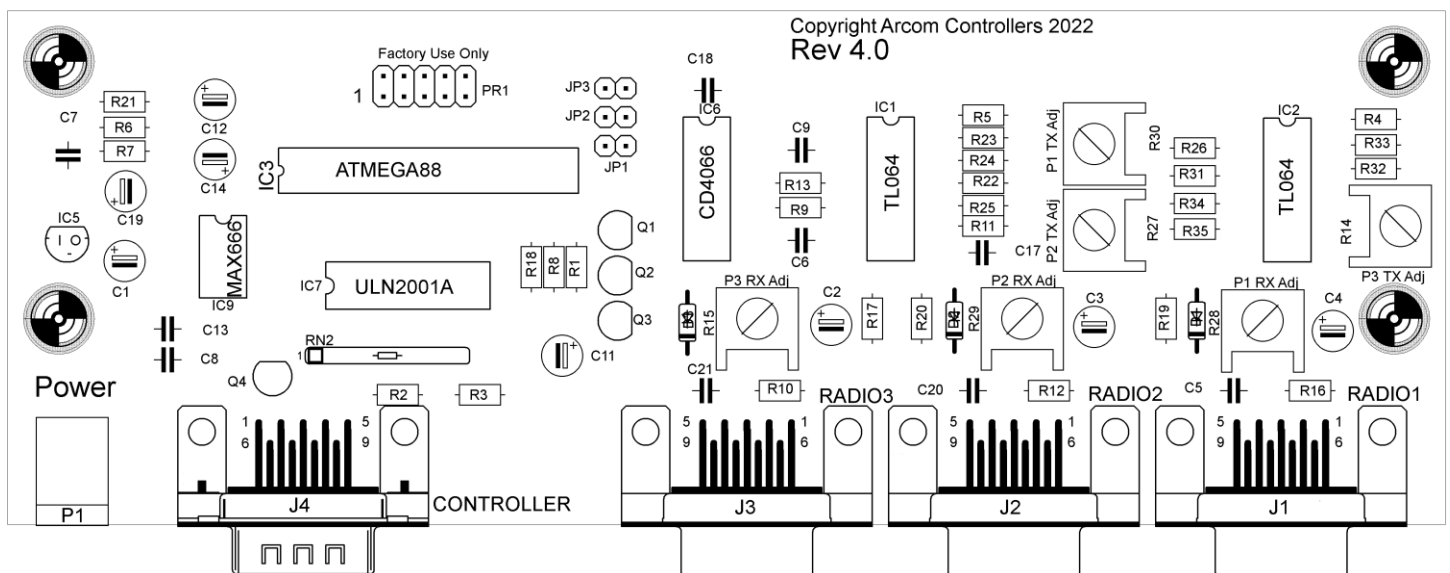 Copyright Arcom Controllers 2022
Rev 4.0
Factory Use Only
1
PR1
JP3
JP2
JP1
C18
IC6
CD4066
C9
R13
R9
C6
IC1
TL064
R5
R23
R24
R22
R25
R11
C17
P1 TX Adj
R30
P2 TX Adj
R27
R26
R31
R34
R35
IC2
TL064
R4
R33
R32
R14
P3 TX Adj
C7
R21
R6
R7
C12
C14
C19
IC5
C1
IC3
ATMEGA88
MAX666
IC9
IC7
ULN2001A
R18
R8
R1
Q1
Q2
Q3
C13
C8
RN2
1
Q4
C11
R2
R3
R15
P3 RX Adj
C2
R17
R20
R29
P2 RX Adj
C3
R19
R28
P1 RX Adj
C4
C21
R10
RADIO3
C20
R12
RADIO2
C5
R16
RADIO1
Power
P1
1
6
5
9
J4
CONTROLLER
5
9
1
6
J3
5
9
1
6
J2
5
9
1
6
J1